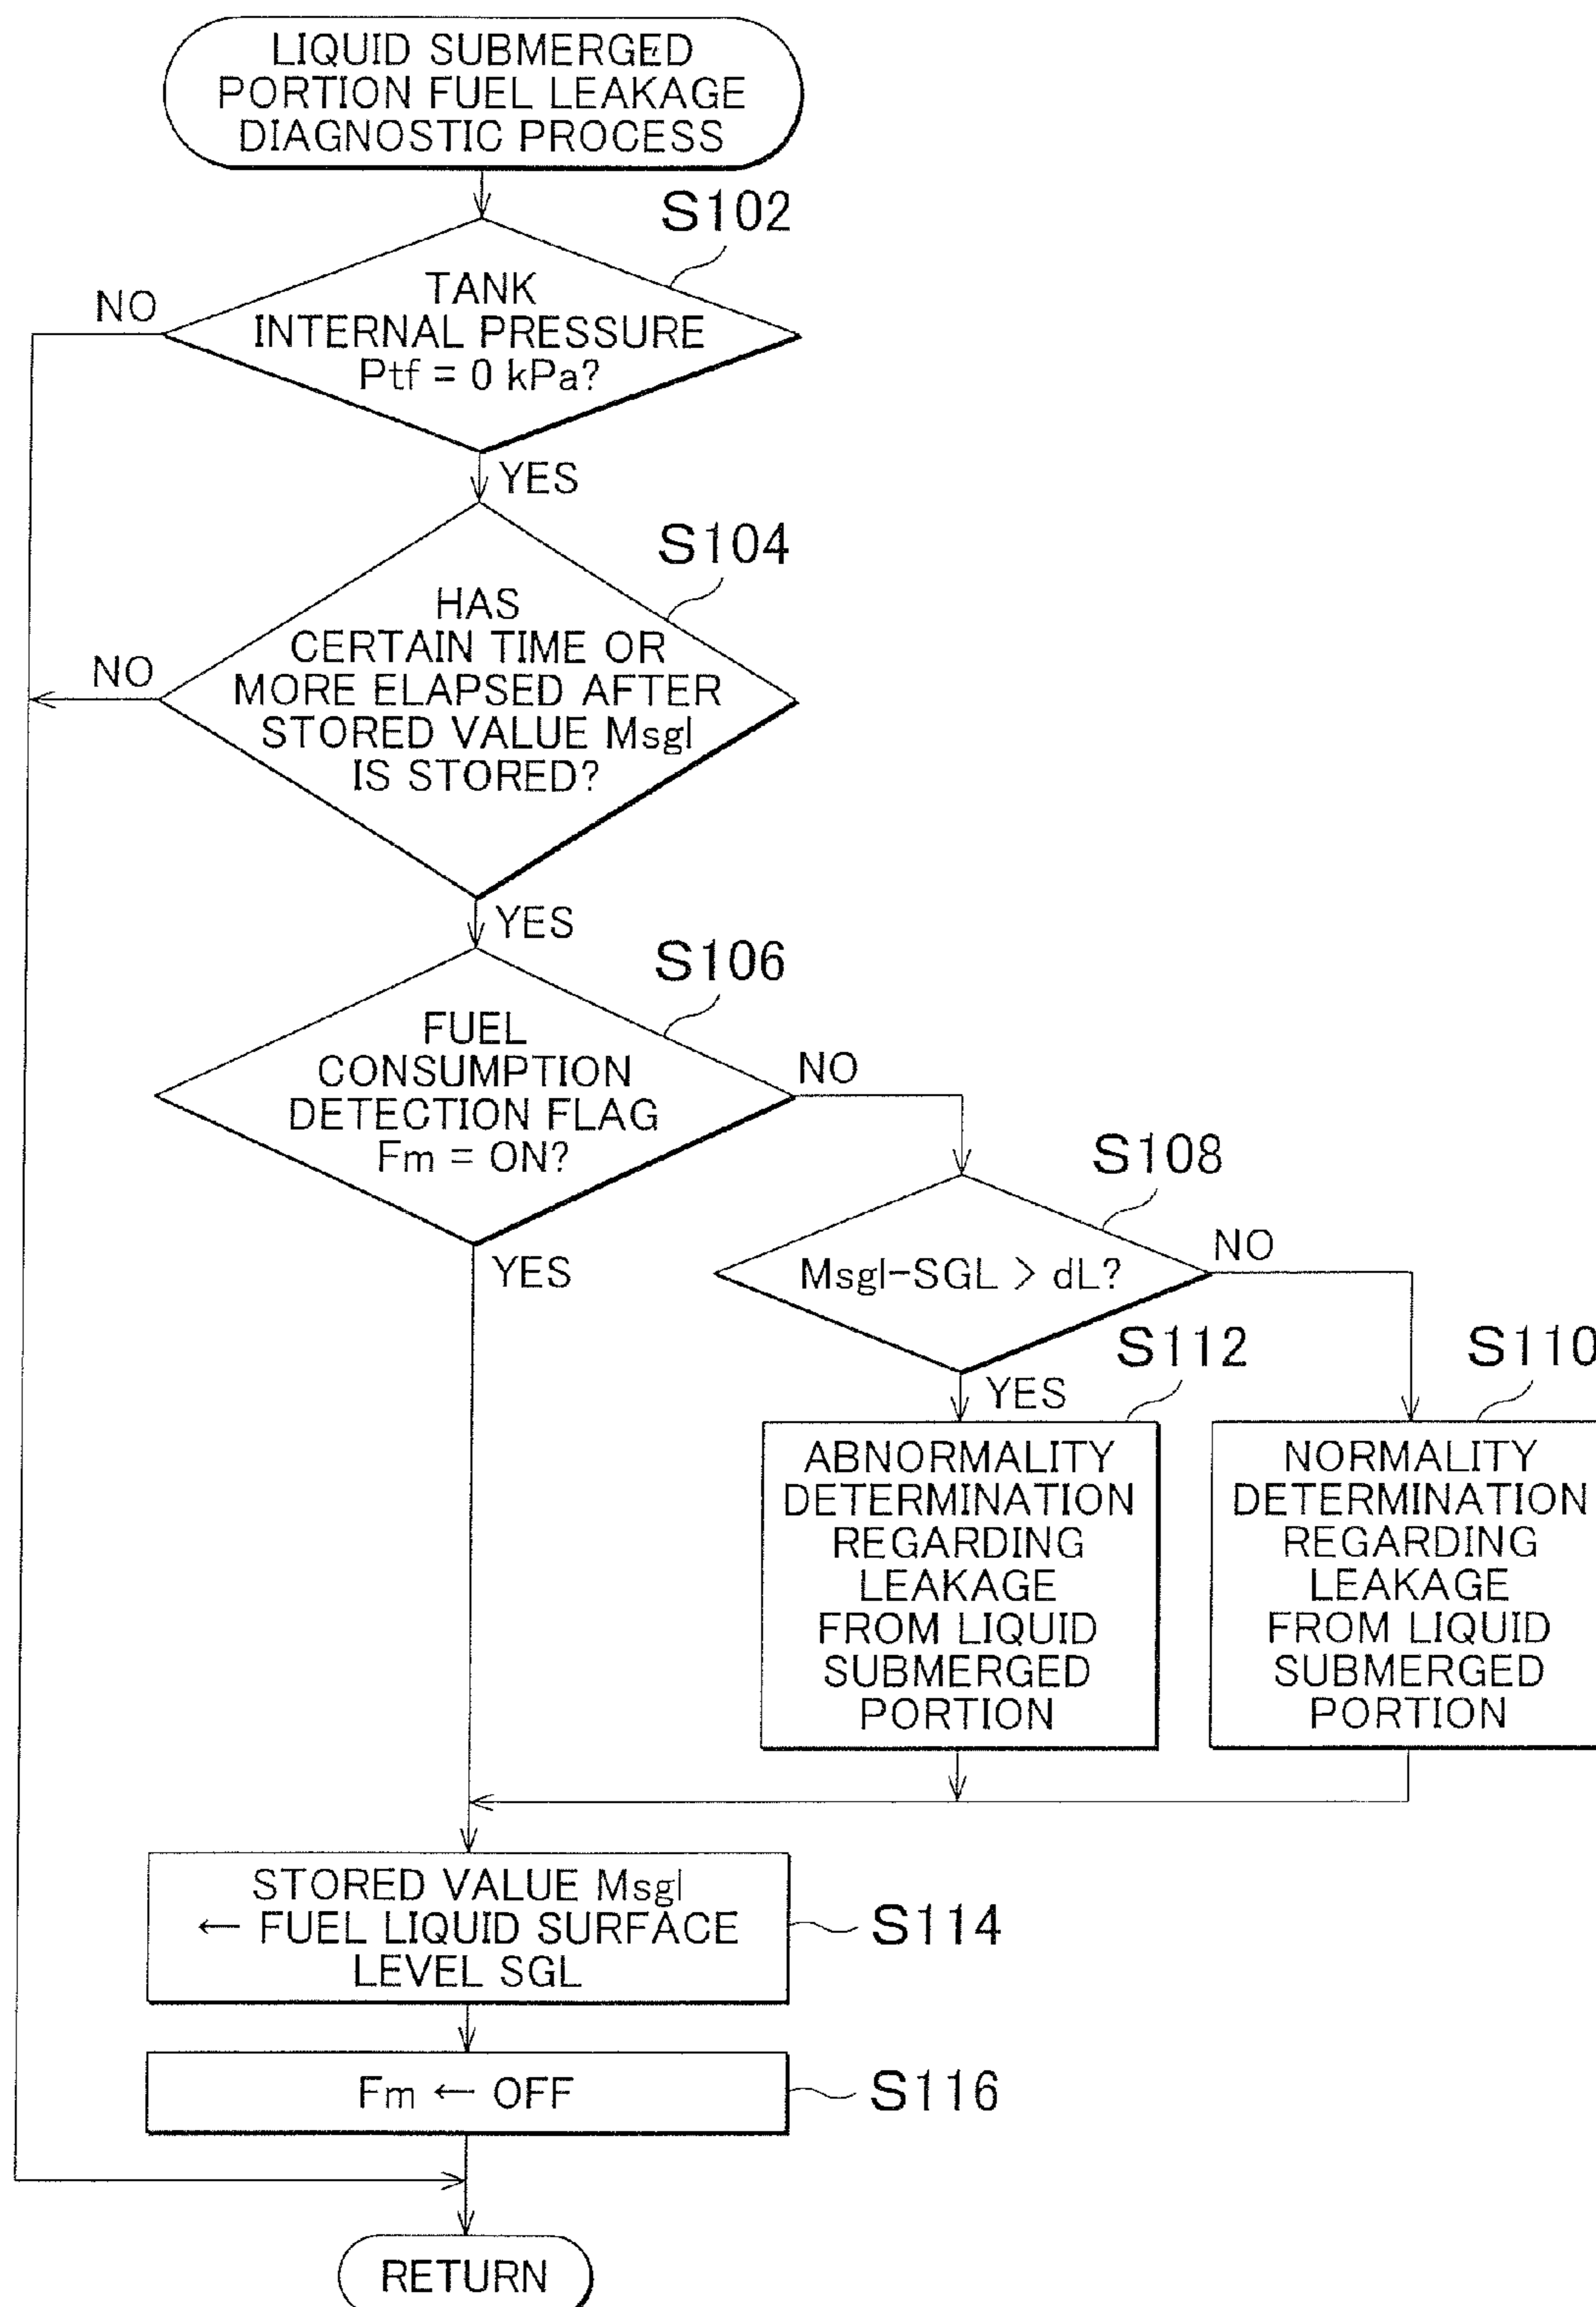 LIQUID SUBMERGED
PORTION FUEL LEAKAGE
DIAGNOSTIC PROCESS
S102
TANK
INTERNAL PRESSURE
Ptf = 0 kPa?
NO
YES
S104
HAS
CERTAIN TIME OR
MORE ELAPSED AFTER
STORED VALUE Msgl
IS STORED?
NO
YES
S106
FUEL
CONSUMPTION
DETECTION FLAG
Fm = ON?
NO
YES
S108
Msgl-SGL > dL?
NO
YES
S112
ABNORMALITY
DETERMINATION
REGARDING
LEAKAGE
FROM LIQUID
SUBMERGED
PORTION
S110
NORMALITY
DETERMINATION
REGARDING
LEAKAGE
FROM LIQUID
SUBMERGED
PORTION
STORED VALUE Msgl
← FUEL LIQUID SURFACE
LEVEL SGL
S114
Fm ← OFF
S116
RETURN